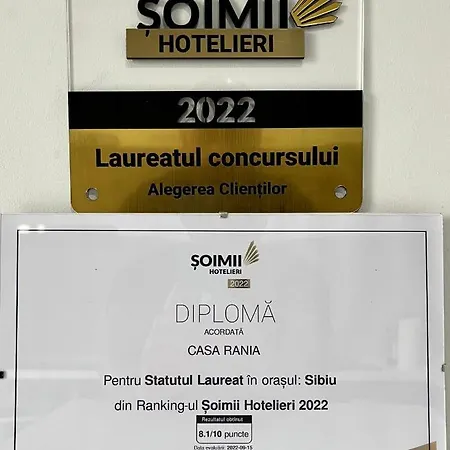 ȘOIMII
HOTELIERI
2022
Laureatul concursului
Alegerea Clienților
ȘOIMII
HOTELIERI
2022
DIPLOMĂ
ACORDATĂ
CASA RANIA
Pentru Statutul Laureat în orașul: Sibiu
din Ranking-ul Șoimii Hotelieri 2022
Rezultatul obtinut
8.1/10 puncte
Data evaluării: 2022-09-15